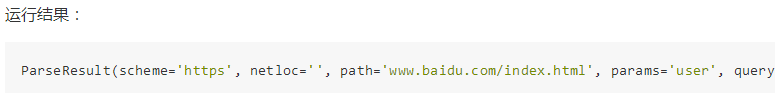 运行结果：
ParseResult(scheme='https', netloc='', path='www.baidu.com/index.html', params='user', query